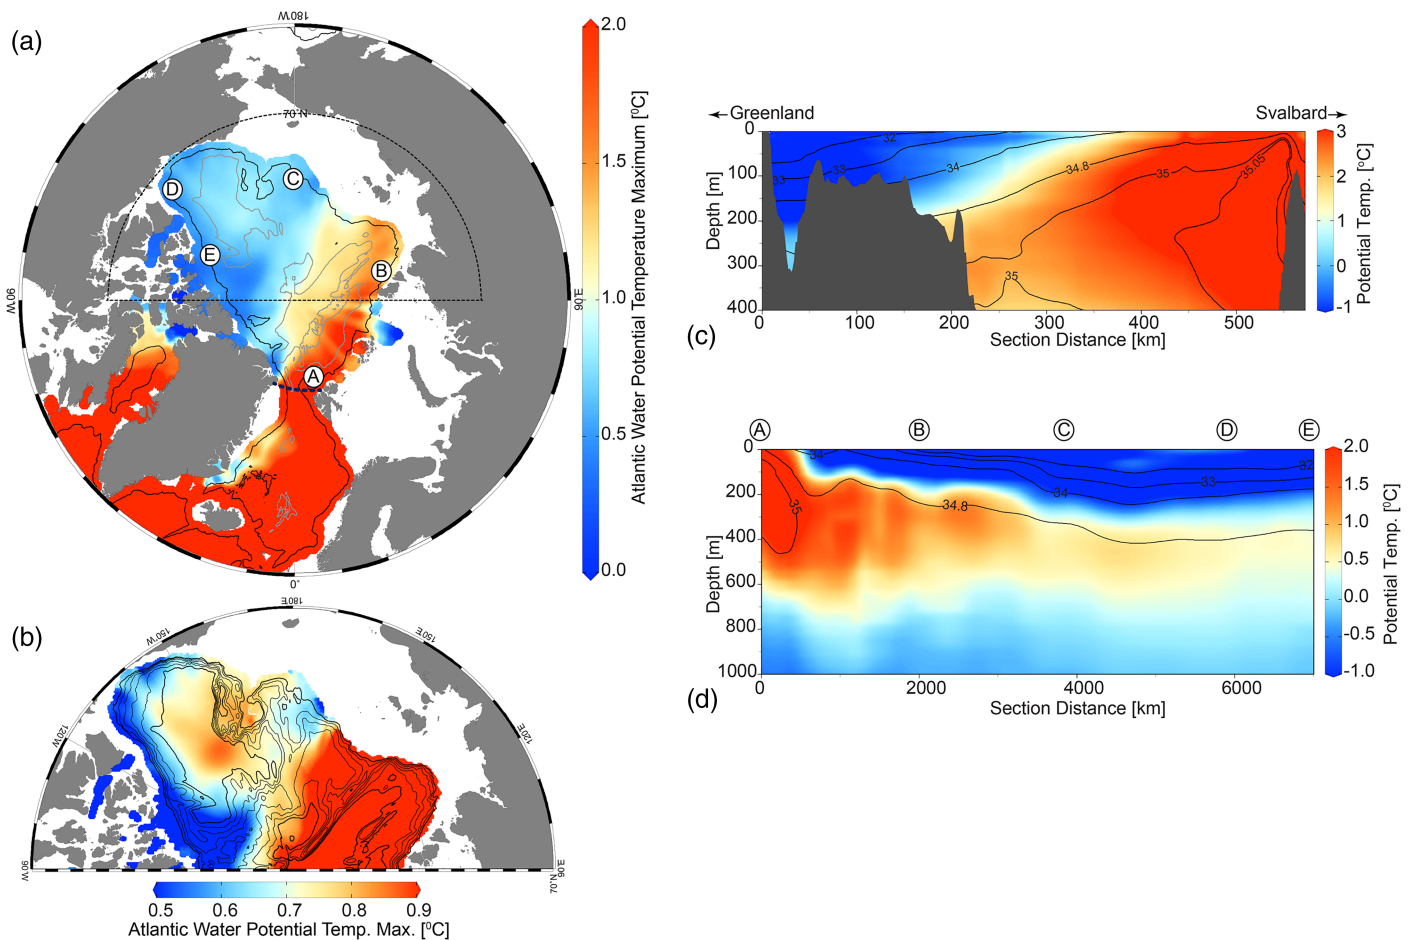 (a)
180°W
70°N
90°W
90°E
0°
D
C
E
B
A
2.0
1.5
1.0
0.5
0.0
Atlantic Water Potential Temperature Maximum [⁰C]
(b)
180°E
150°W
150°E
120°W
120°E
90°W
90°E
70°N
0.5 0.6 0.7 0.8 0.9
Atlantic Water Potential Temp. Max. [⁰C]
← Greenland
Svalbard →
0
100
200
300
400
Depth [m]
32
33
33
34
34.8
35
35.05
35
0 100 200 300 400 500
Section Distance [km]
3
2
1
0
-1
Potential Temp. [⁰C]
(c)
A B C D E
0
200
400
600
800
1000
Depth [m]
34
35
34.8
34
33
32
0 2000 4000 6000
Section Distance [km]
2.0
1.5
1.0
0.5
0.0
-0.5
-1.0
Potential Temp. [⁰C]
(d)